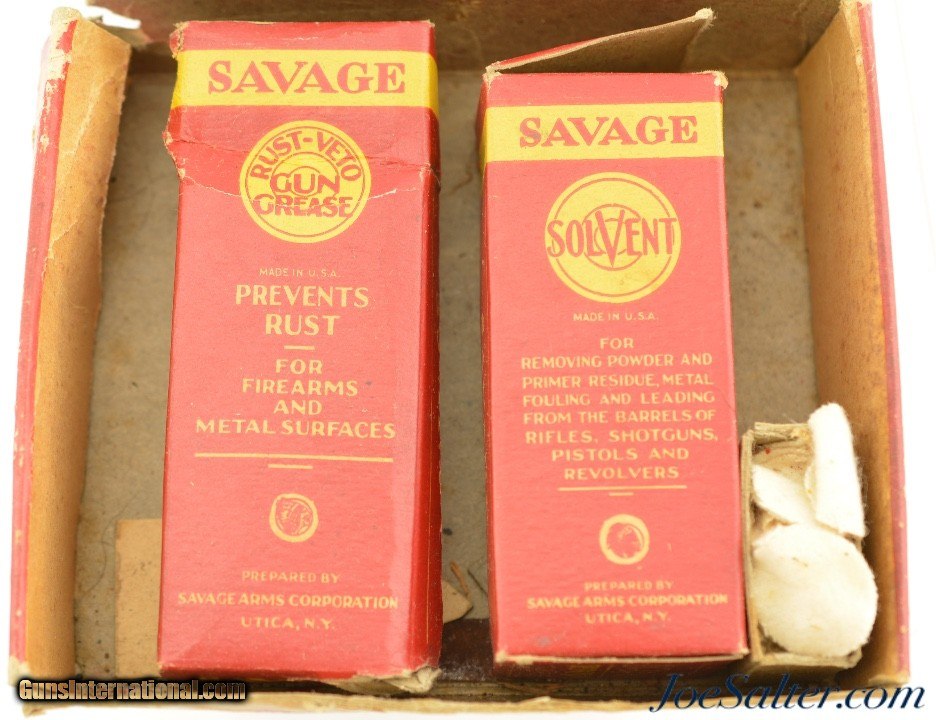 SAVAGE
RUST-VETO
GUN
GREASE
MADE IN U.S.A.
PREVENTS
RUST
FOR
FIREARMS
AND
METAL SURFACES
PREPARED BY
SAVAGE ARMS CORPORATION
UTICA, N.Y.
SAVAGE
SOLVENT
MADE IN U.S.A.
FOR
REMOVING POWDER AND
PRIMER RESIDUE, METAL
FOULING AND LEADING
FROM THE BARRELS OF
RIFLES, SHOTGUNS,
PISTOLS AND
REVOLVERS
PREPARED BY
SAVAGE ARMS CORPORATION
UTICA, N.Y.
GunsInternational.com
JoeSalter.com